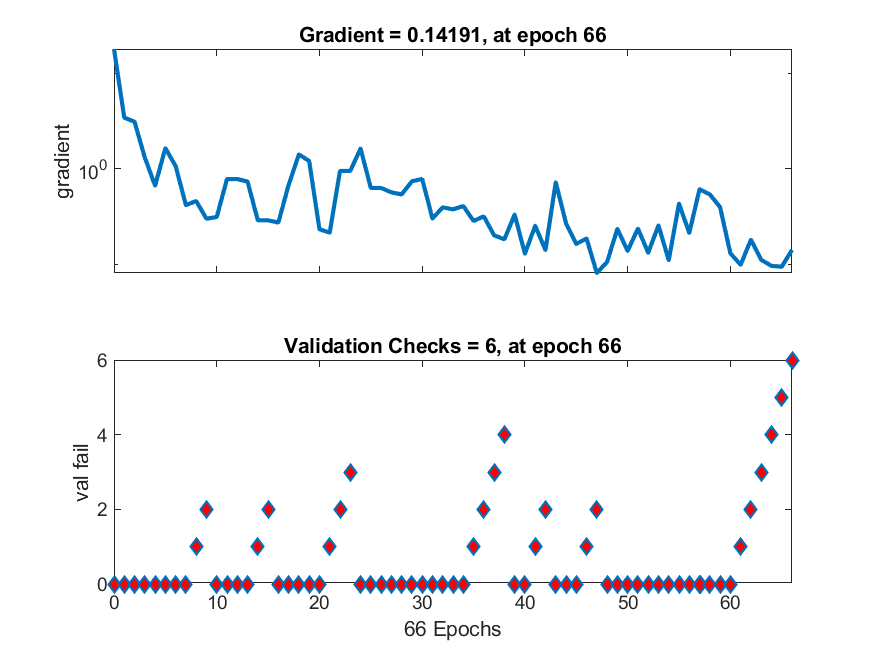 Gradient = 0.14191, at epoch 66
gradient
10^0
Validation Checks = 6, at epoch 66
val fail
6
4
2
0
0 10 20 30 40 50 60
66 Epochs